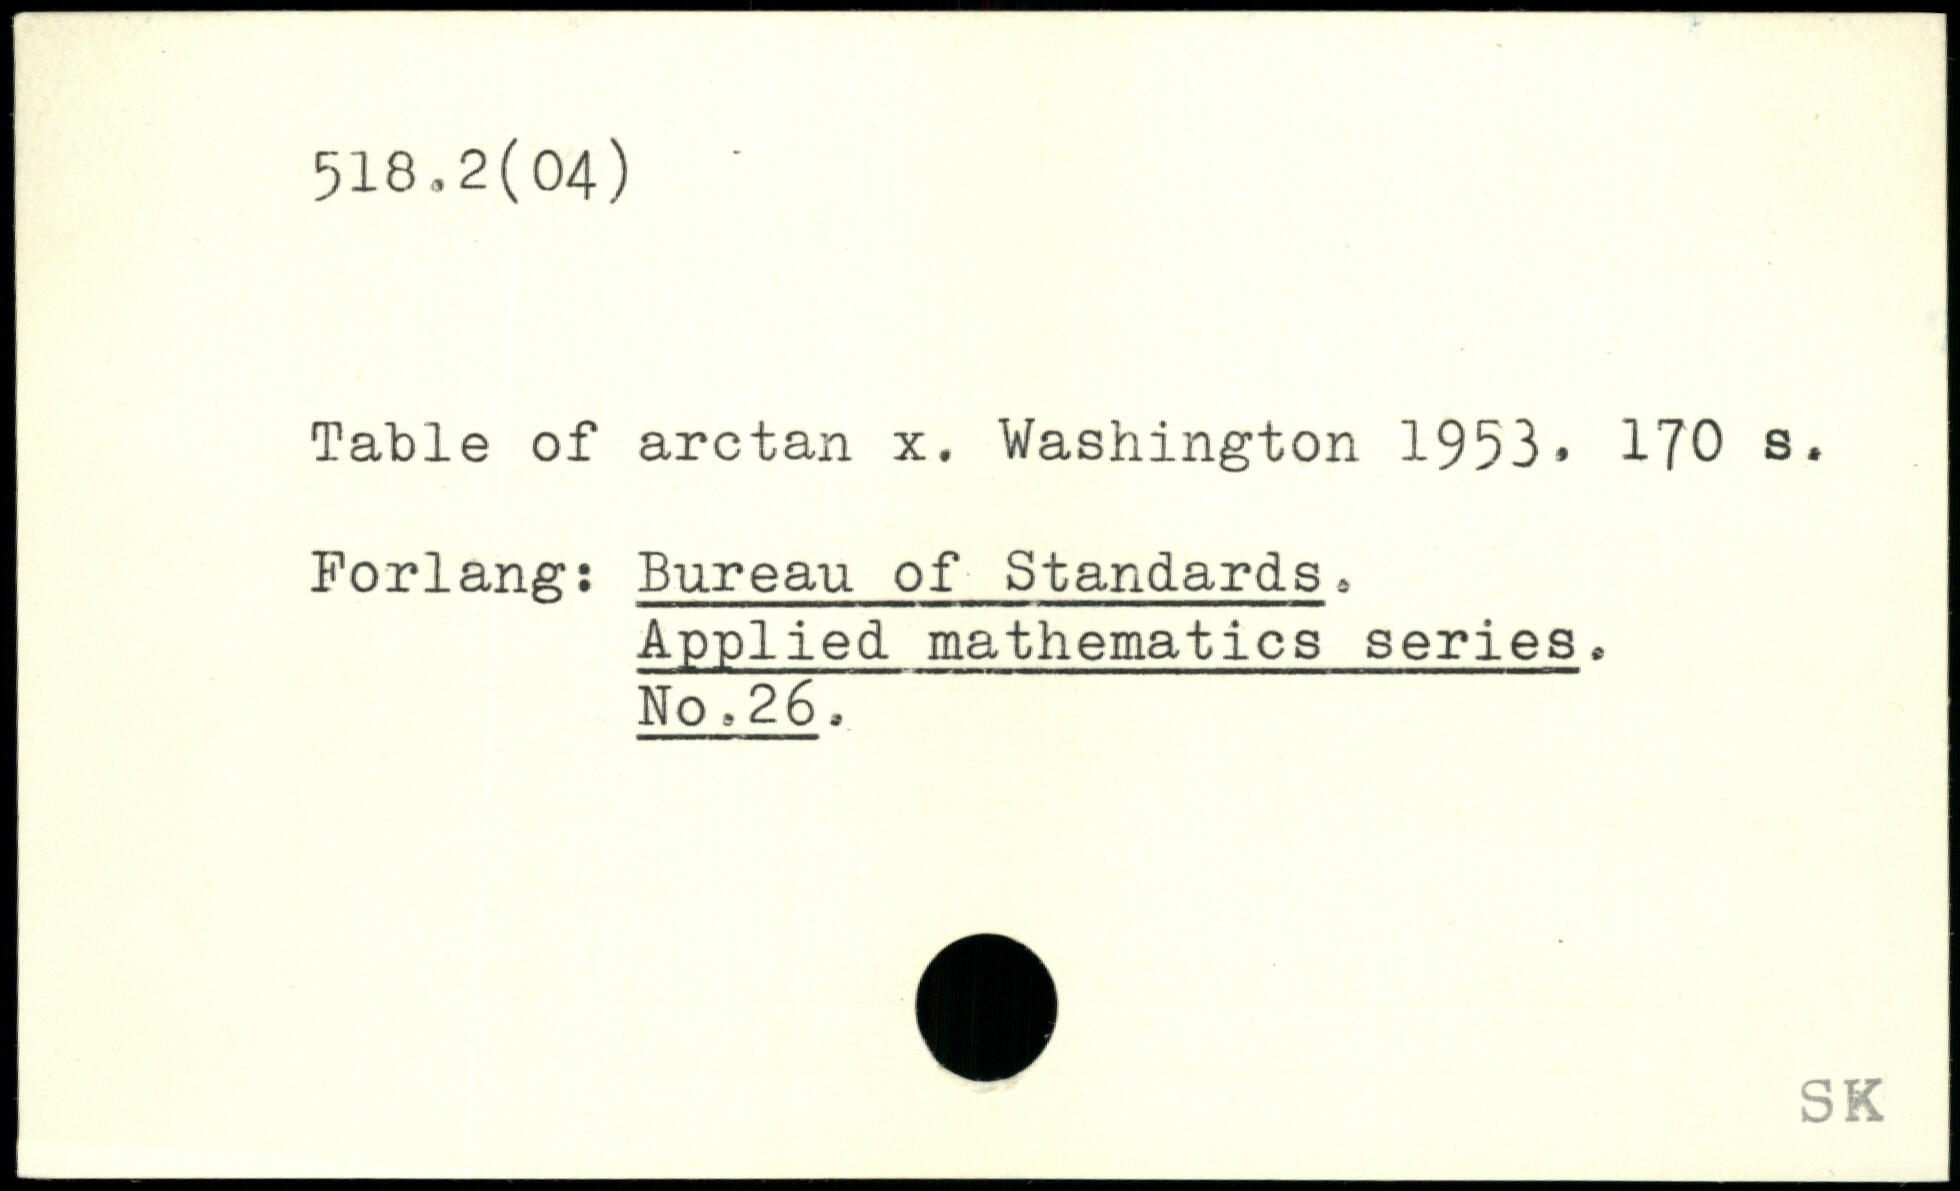 518.2(04)
Table of arctan x. Washington 1953. 170 s.
Forlang: Bureau of Standards.
Applied mathematics series.
No.26.
SK